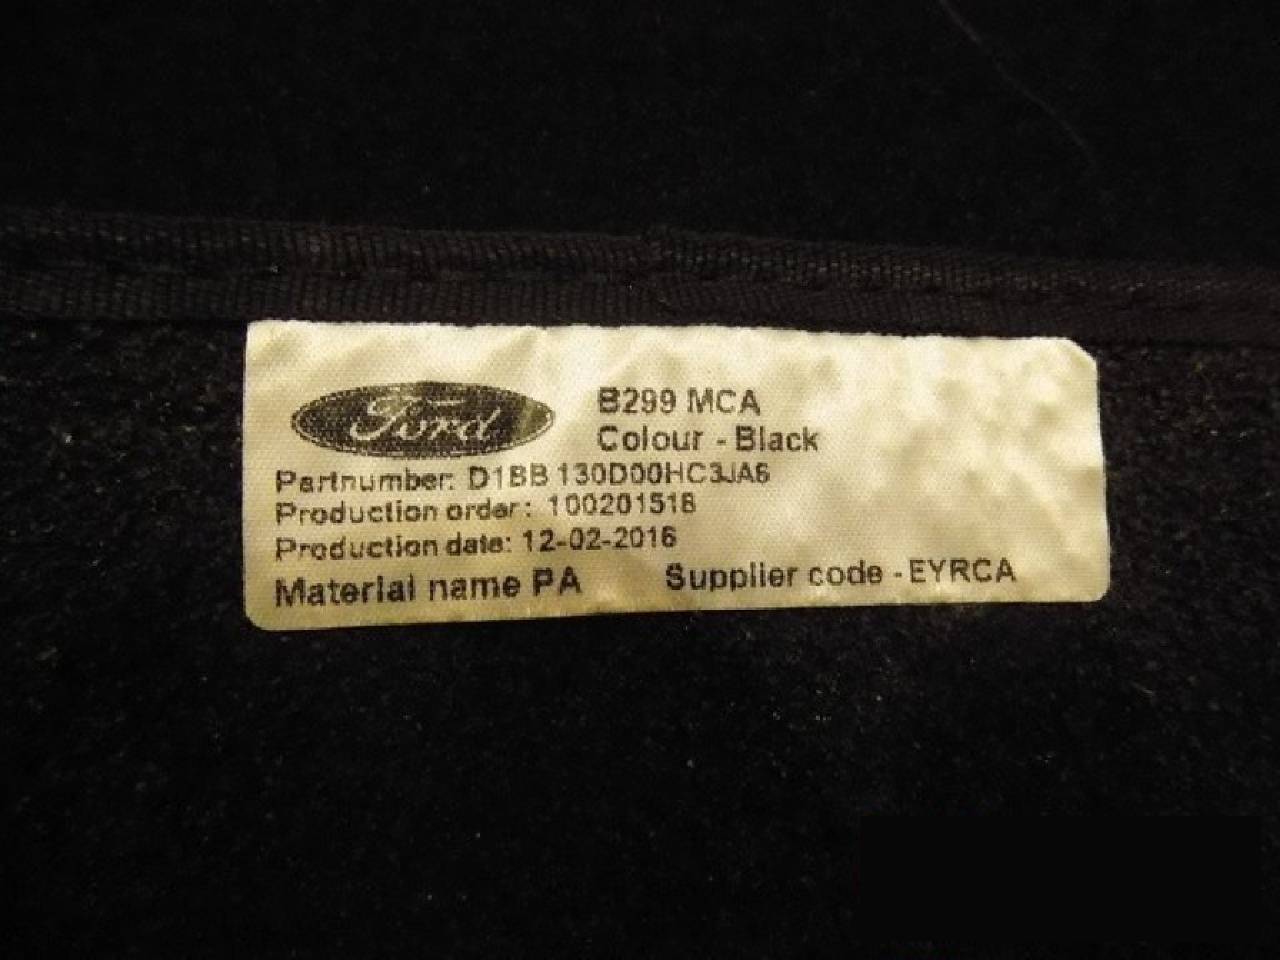 Ford
B299 MCA
Colour - Black
Partnumber: D1BB 130D00HC3JA6
Production order: 100201518
Production date: 12-02-2016
Material name PA
Supplier code - EYRCA